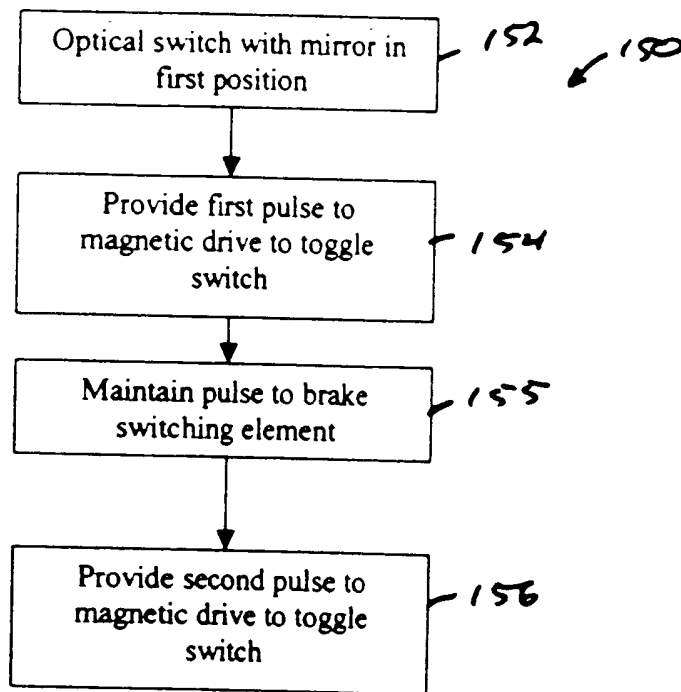 Optical switch with mirror in
first position
152
150
Provide first pulse to
magnetic drive to toggle
switch
154
Maintain pulse to brake
switching element
155
Provide second pulse to
magnetic drive to toggle
switch
156